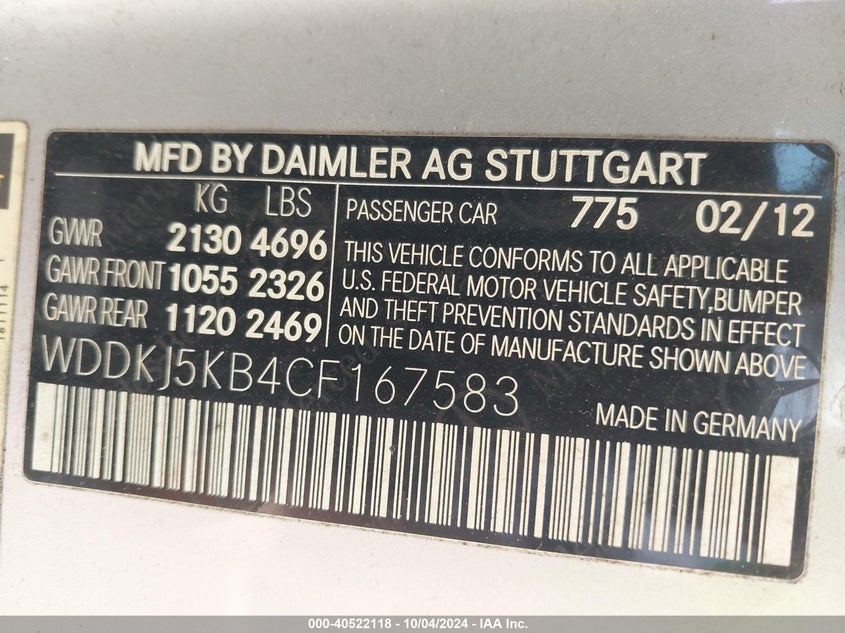 MFD BY DAIMLER AG STUTTGART
KG LBS
GVWR 2130 4696
GAWR FRONT 1055 2326
GAWR REAR 1120 2469
PASSENGER CAR 775 02/12
THIS VEHICLE CONFORMS TO ALL APPLICABLE
U.S. FEDERAL MOTOR VEHICLE SAFETY,BUMPER
AND THEFT PREVENTION STANDARDS IN EFFECT
ON THE DATE OF MANUFACTURE SHOWN ABOVE
WDDKJ5KB4CF167583
MADE IN GERMANY
000-40522118 - 10/04/2024 - IAA Inc.